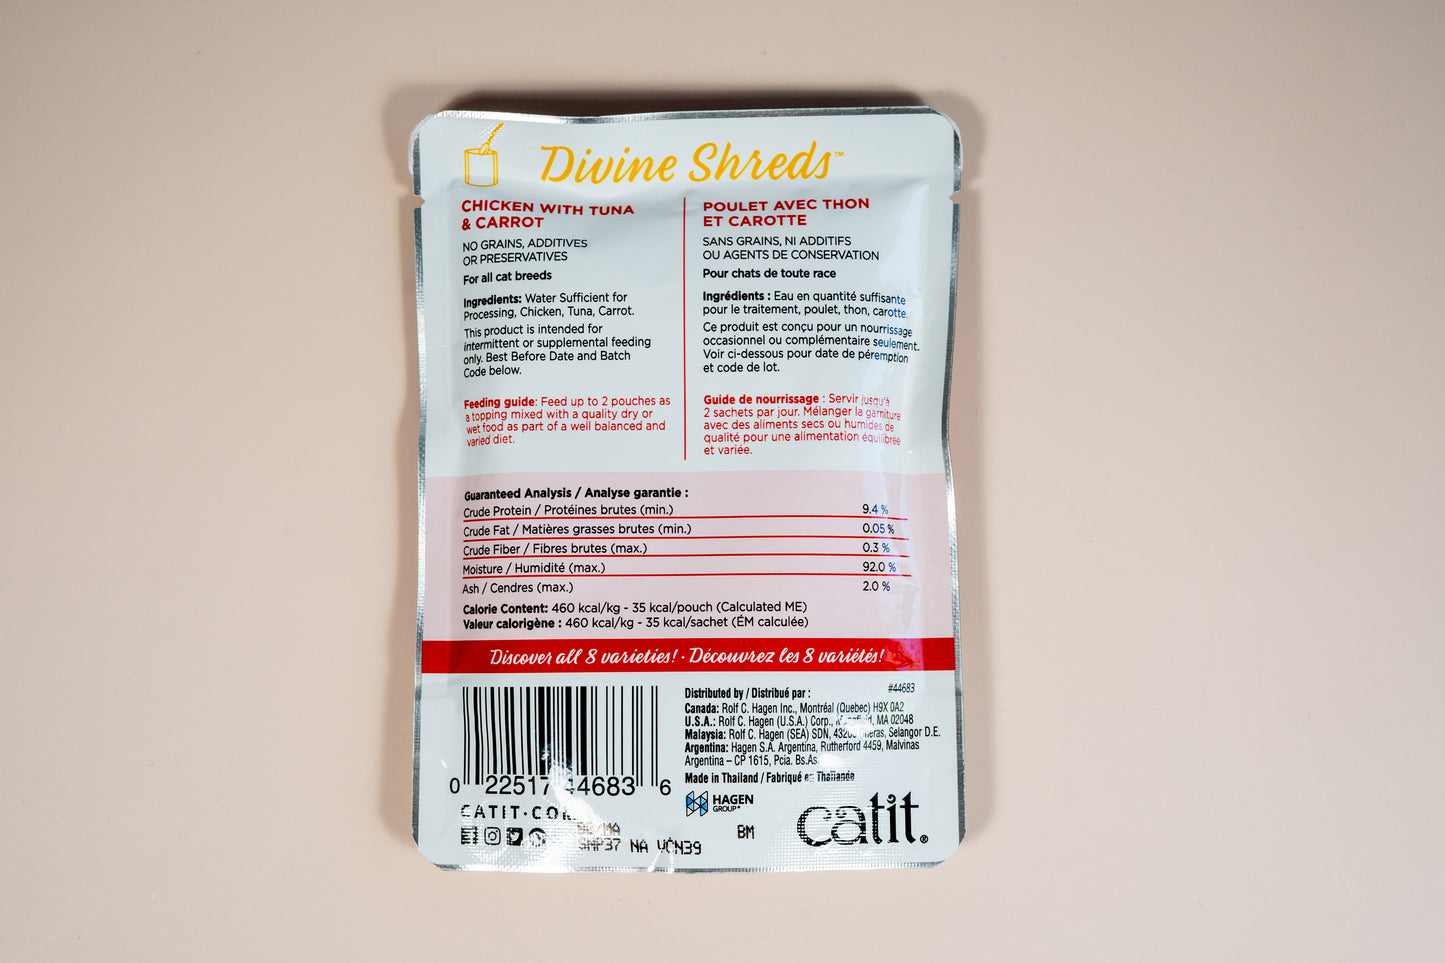 Divine Shreds™
CHICKEN WITH TUNA
& CARROT
NO GRAINS, ADDITIVES
OR PRESERVATIVES
For all cat breeds
Ingredients: Water Sufficient for
Processing, Chicken, Tuna, Carrot.
This product is intended for
intermittent or supplemental feeding
only. Best Before Date and Batch
Code below.
Feeding guide: Feed up to 2 pouches as
a topping mixed with a quality dry or
wet food as part of a well balanced and
varied diet.
POULET AVEC THON
ET CAROTTE
SANS GRAINS, NI ADDITIFS
OU AGENTS DE CONSERVATION
Pour chats de toute race
Ingrédients : Eau en quantité suffisante
pour le traitement, poulet, thon, carotte.
Ce produit est conçu pour un nourrissage
occasionnel ou complémentaire seulement.
Voir ci-dessous pour date de péremption
et code de lot.
Guide de nourrissage : Servir jusqu'à
2 sachets par jour. Mélanger la garniture
avec des aliments secs ou humides de
qualité pour une alimentation équilibrée
et variée.
Guaranteed Analysis / Analyse garantie :
Crude Protein / Protéines brutes (min.) 9.4 %
Crude Fat / Matières grasses brutes (min.) 0.05 %
Crude Fiber / Fibres brutes (max.) 0.3 %
Moisture / Humidité (max.) 92.0 %
Ash / Cendres (max.) 2.0 %
Calorie Content: 460 kcal/kg - 35 kcal/pouch (Calculated ME)
Valeur calorigène : 460 kcal/kg - 35 kcal/sachet (ÉM calculée)
Discover all 8 varieties! · Découvrez les 8 variétés!
0 22517 44683 6
#44683
Distributed by / Distribué par :
Canada: Rolf C. Hagen Inc., Montréal (Quebec) H9X 0A2
U.S.A.: Rolf C. Hagen (U.S.A.) Corp., MA 02048
Malaysia: Rolf C. Hagen (SEA) SDN, Selangor D.E.
Argentina: Hagen S.A. Argentina, Rutherford 4459, Malvinas
Argentina – CP 1615, Pcia. Bs.As.
Made in Thailand / Fabriqué en Thaïlande
HAGEN
GROUP
BM
catit®
NA VCN39